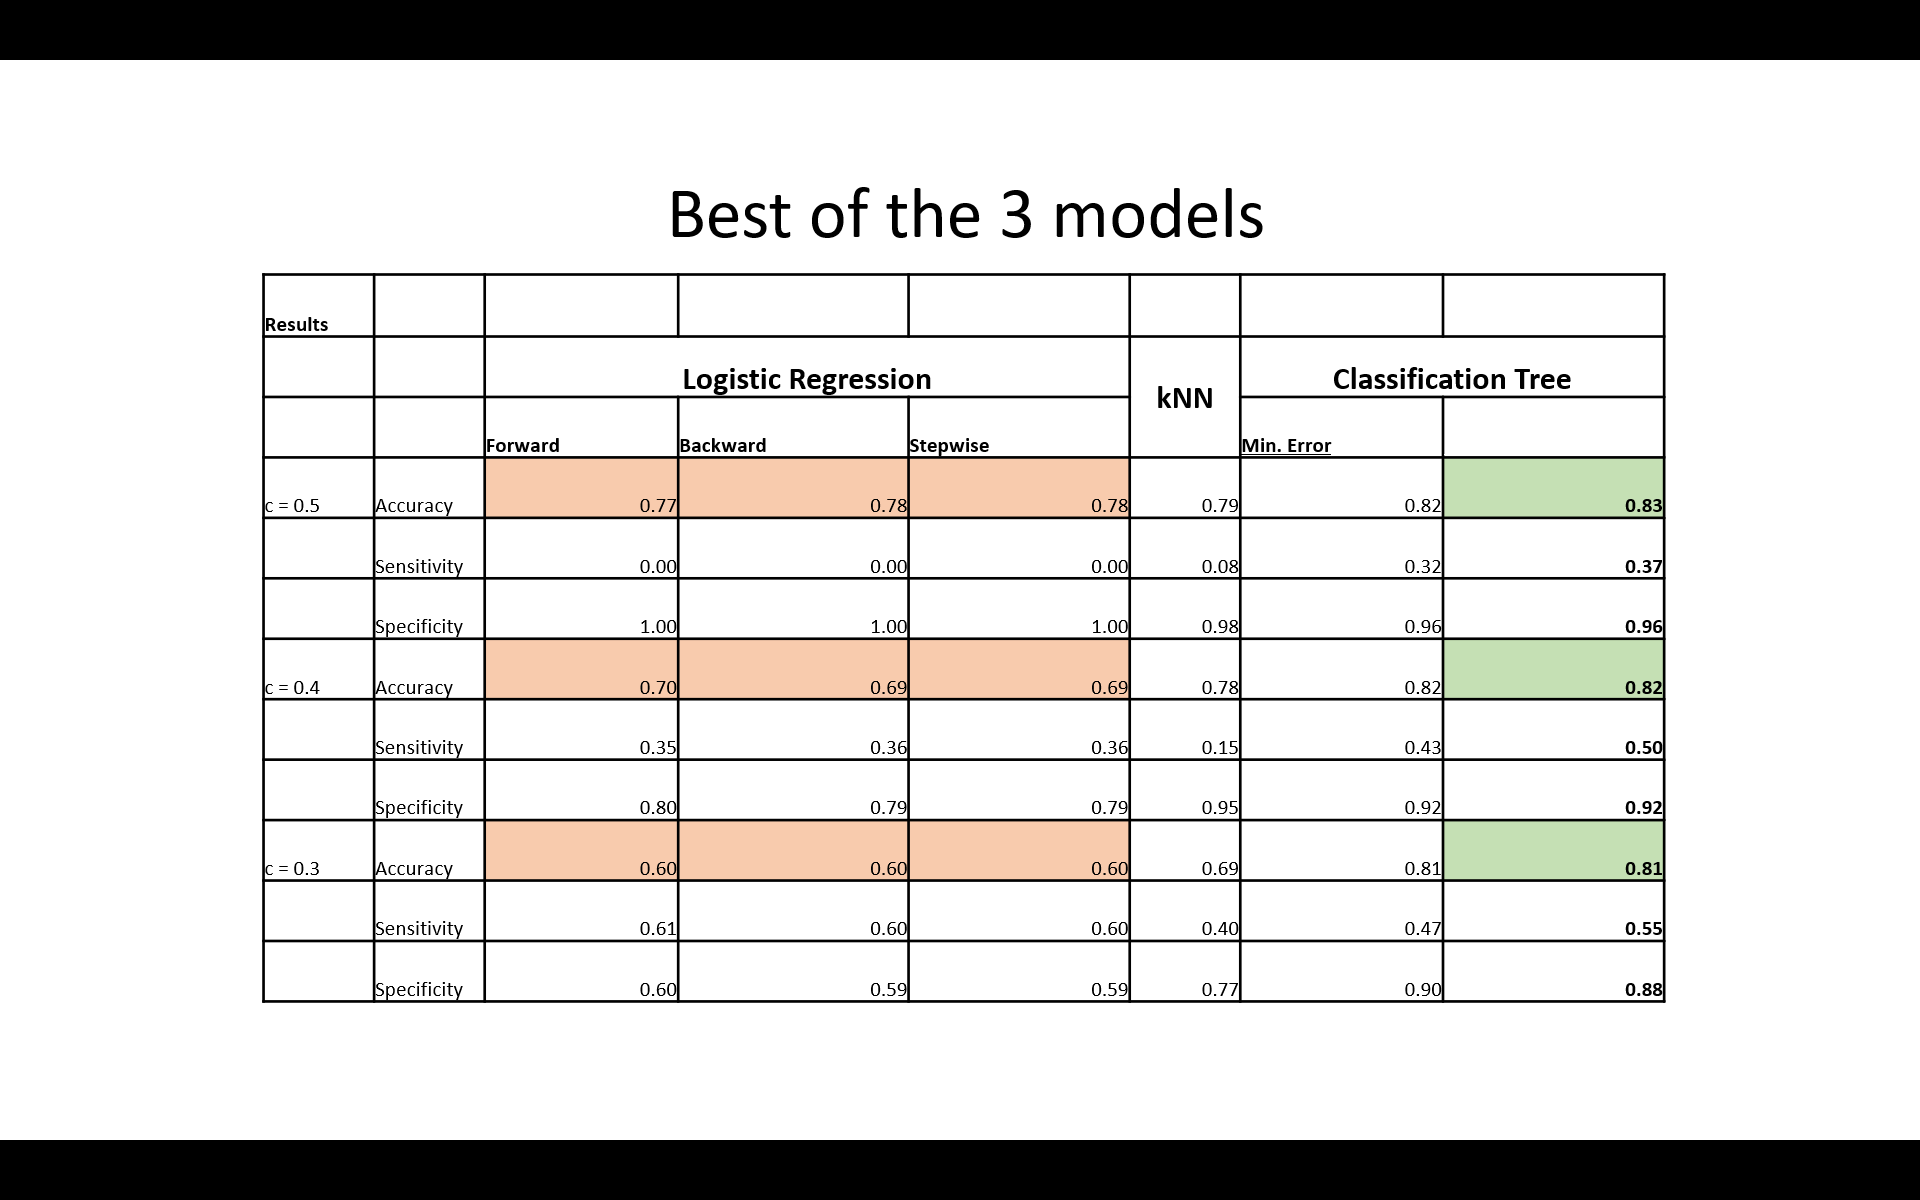 Best of the 3 models
Results
Logistic Regression kNN Classification Tree
Forward Backward Stepwise Min. Error
c = 0.5 Accuracy 0.77 0.78 0.78 0.79 0.82 0.83
Sensitivity 0.00 0.00 0.00 0.08 0.32 0.37
Specificity 1.00 1.00 1.00 0.98 0.96 0.96
c = 0.4 Accuracy 0.70 0.69 0.69 0.78 0.82 0.82
Sensitivity 0.35 0.36 0.36 0.15 0.43 0.50
Specificity 0.80 0.79 0.79 0.95 0.92 0.92
c = 0.3 Accuracy 0.60 0.60 0.60 0.69 0.81 0.81
Sensitivity 0.61 0.60 0.60 0.40 0.47 0.55
Specificity 0.60 0.59 0.59 0.77 0.90 0.88